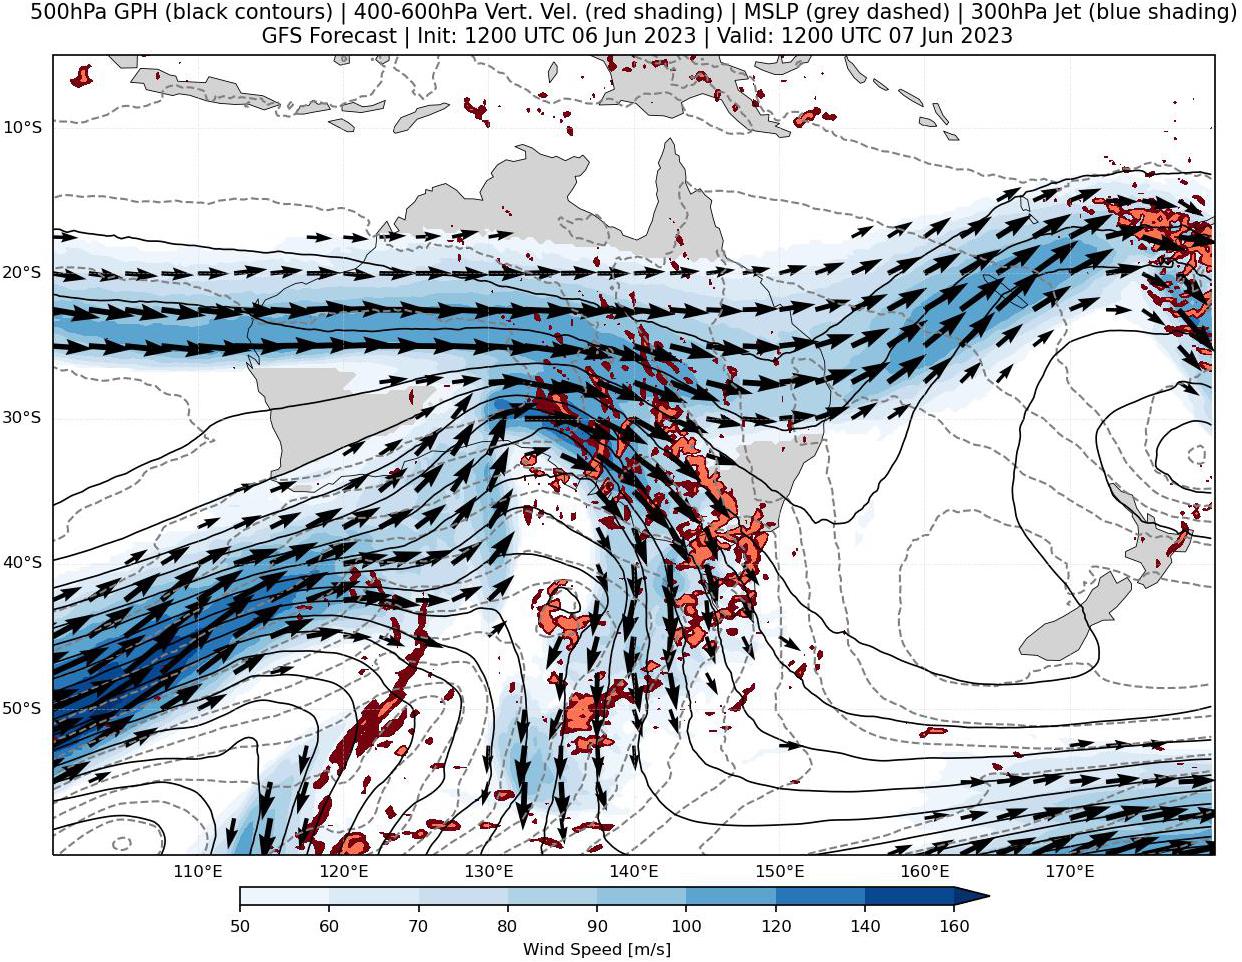 500hPa GPH (black contours) | 400-600hPa Vert. Vel. (red shading) | MSLP (grey dashed) | 300hPa Jet (blue shading)
GFS Forecast | Init: 1200 UTC 06 Jun 2023 | Valid: 1200 UTC 07 Jun 2023
10°S
20°S
30°S
40°S
50°S
110°E 120°E 130°E 140°E 150°E 160°E 170°E
50 60 70 80 90 100 120 140 160
Wind Speed [m/s]